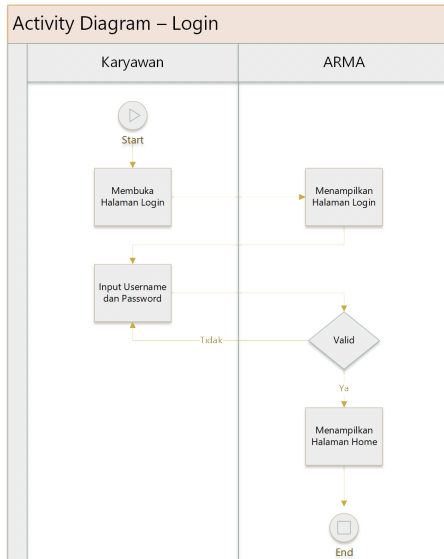 Activity Diagram – Login
Karyawan
ARMA
Start
Membuka
Halaman Login
Menampilkan
Halaman Login
Input Username
dan Password
Valid
Tidak
Ya
Menampilkan
Halaman Home
End